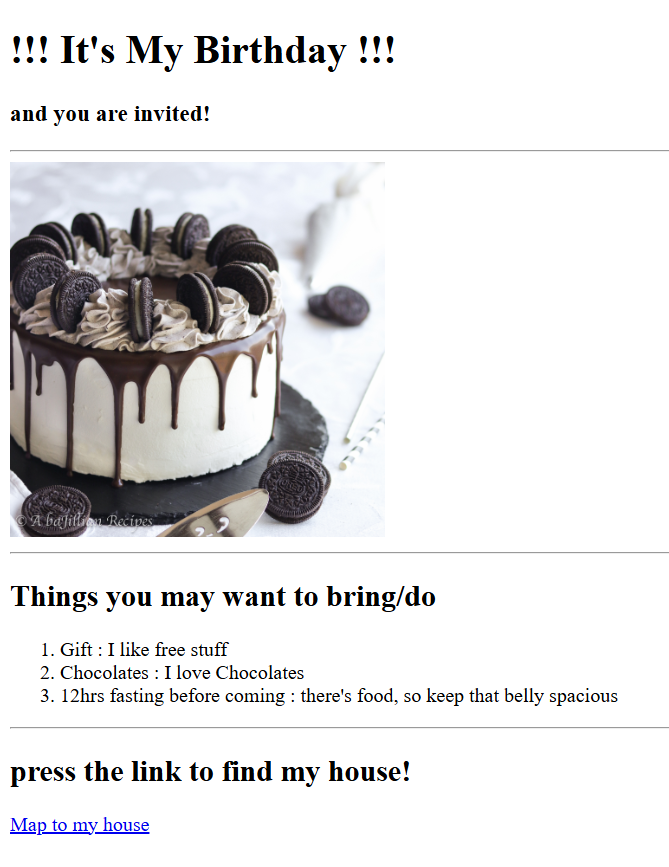 !!! It's My Birthday !!!
and you are invited!
© A baJillian Recipes
Things you may want to bring/do
1. Gift : I like free stuff
2. Chocolates : I love Chocolates
3. 12hrs fasting before coming : there's food, so keep that belly spacious
press the link to find my house!
Map to my house